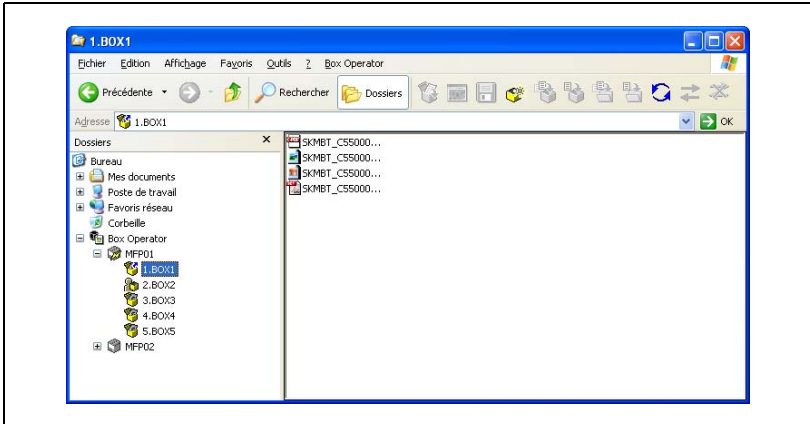 1.BOX1
Fichier Edition Affichage Favoris Outils ? Box Operator
Précédente Rechercher Dossiers
Adresse 1.BOX1 OK
Dossiers
Bureau
Mes documents
Poste de travail
Favoris réseau
Corbeille
Box Operator
MFP01
1.BOX1
2.BOX2
3.BOX3
4.BOX4
5.BOX5
MFP02
SKMBT_C55000...
SKMBT_C55000...
SKMBT_C55000...
SKMBT_C55000...